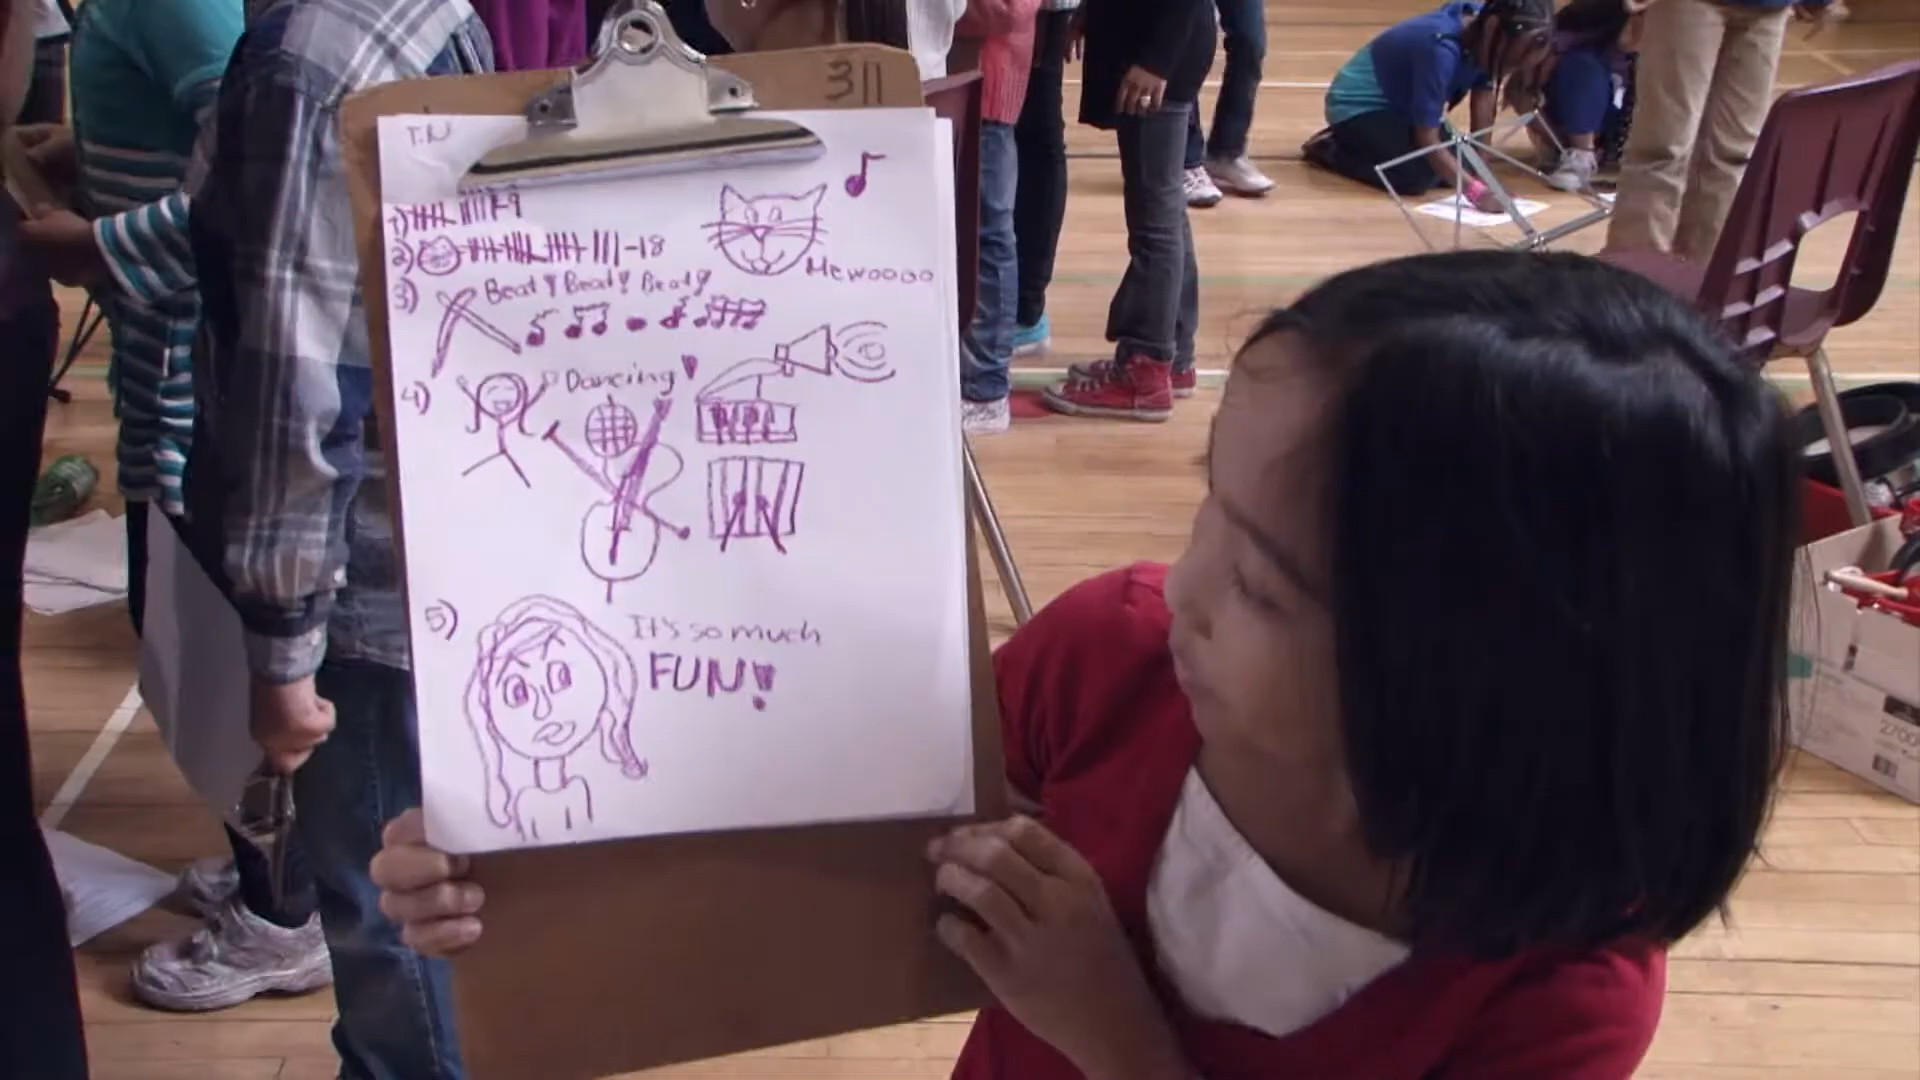 311
T.N
1) -9
2) -18
Mewoooo
3) Beat! Beat! Beat!
4) Dancing!
5) It's so much
FUN!
2700